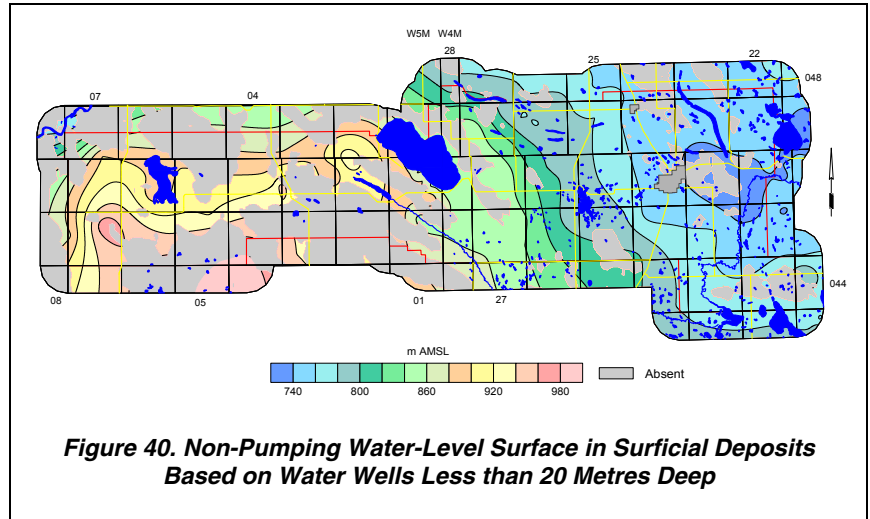 W5M W4M
28
25
22
07
04
048
044
08
05
01
27
m AMSL
740 800 860 920 980
Absent
Figure 40. Non-Pumping Water-Level Surface in Surficial Deposits
Based on Water Wells Less than 20 Metres Deep